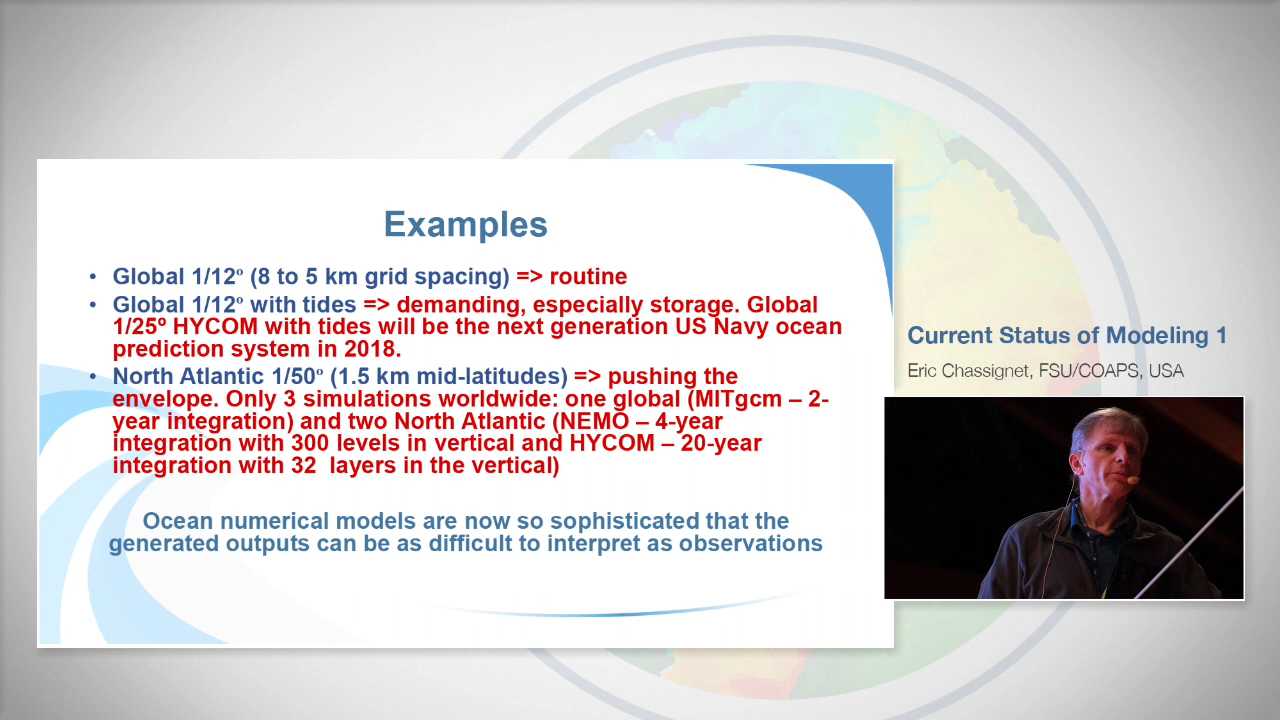 Examples
• Global 1/12º (8 to 5 km grid spacing) => routine
• Global 1/12º with tides => demanding, especially storage. Global
1/25º HYCOM with tides will be the next generation US Navy ocean
prediction system in 2018.
• North Atlantic 1/50º (1.5 km mid-latitudes) => pushing the
envelope. Only 3 simulations worldwide: one global (MITgcm – 2-
year integration) and two North Atlantic (NEMO – 4-year
integration with 300 levels in vertical and HYCOM – 20-year
integration with 32  layers in the vertical)
Ocean numerical models are now so sophisticated that the
generated outputs can be as difficult to interpret as observations
Current Status of Modeling 1
Eric Chassignet, FSU/COAPS, USA